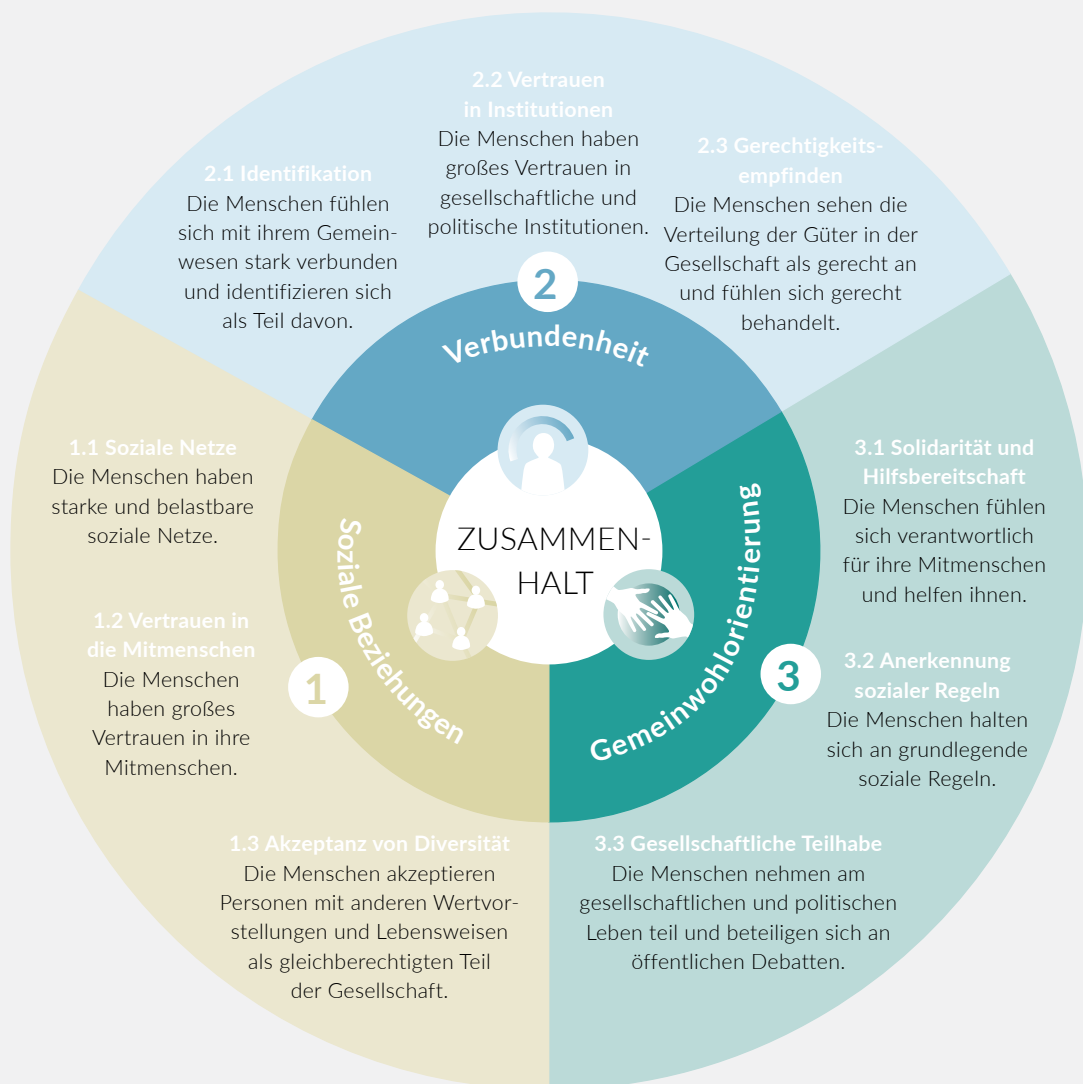 ZUSAMMEN-
HALT
1
Soziale Beziehungen
1.1 Soziale Netze
Die Menschen haben
starke und belastbare
soziale Netze.
1.2 Vertrauen in
die Mitmenschen
Die Menschen
haben großes
Vertrauen in ihre
Mitmenschen.
1.3 Akzeptanz von Diversität
Die Menschen akzeptieren
Personen mit anderen Wertvor-
stellungen und Lebensweisen
als gleichberechtigten Teil
der Gesellschaft.
2
Verbundenheit
2.1 Identifikation
Die Menschen fühlen
sich mit ihrem Gemein-
wesen stark verbunden
und identifizieren sich
als Teil davon.
2.2 Vertrauen
in Institutionen
Die Menschen haben
großes Vertrauen in
gesellschaftliche und
politische Institutionen.
2.3 Gerechtigkeits-
empfinden
Die Menschen sehen die
Verteilung der Güter in der
Gesellschaft als gerecht an
und fühlen sich gerecht
behandelt.
3
Gemeinwohlorientierung
3.1 Solidarität und
Hilfsbereitschaft
Die Menschen fühlen
sich verantwortlich
für ihre Mitmenschen
und helfen ihnen.
3.2 Anerkennung
sozialer Regeln
Die Menschen halten
sich an grundlegende
soziale Regeln.
3.3 Gesellschaftliche Teilhabe
Die Menschen nehmen am
gesellschaftlichen und politischen
Leben teil und beteiligen sich an
öffentlichen Debatten.